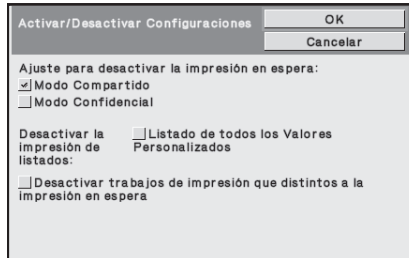 Activar/Desactivar Configuraciones
OK
Cancelar
Ajuste para desactivar la impresión en espera:
Modo Compartido
Modo Confidencial
Desactivar la impresión de listados:
Listado de todos los Valores Personalizados
Desactivar trabajos de impresión que distintos a la
impresión en espera